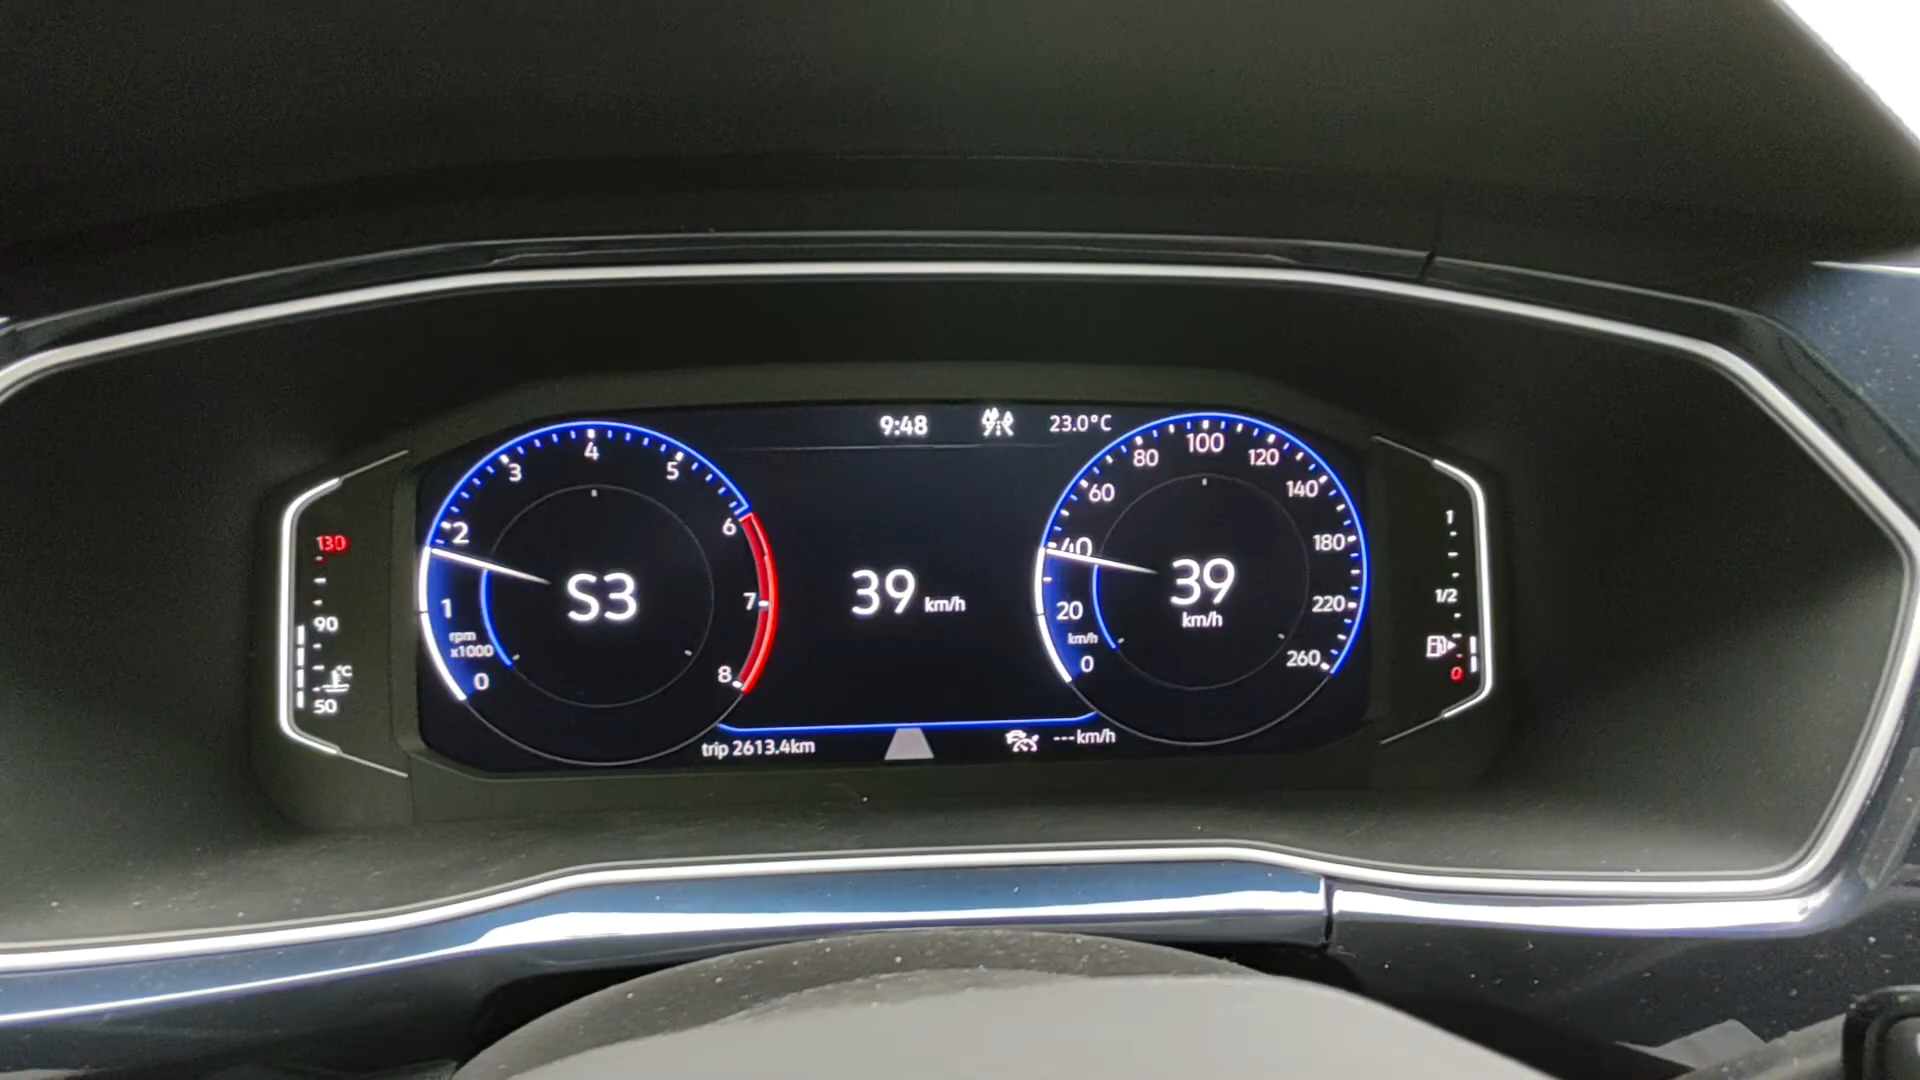 9:48
23.0°C
130
90
°C
50
0
1
2
3
4
5
6
7
8
rpm
x1000
S3
39 km/h
0
20
40
60
80
100
120
140
180
220
260
km/h
39
km/h
1
1/2
0
trip 2613.4km
---km/h